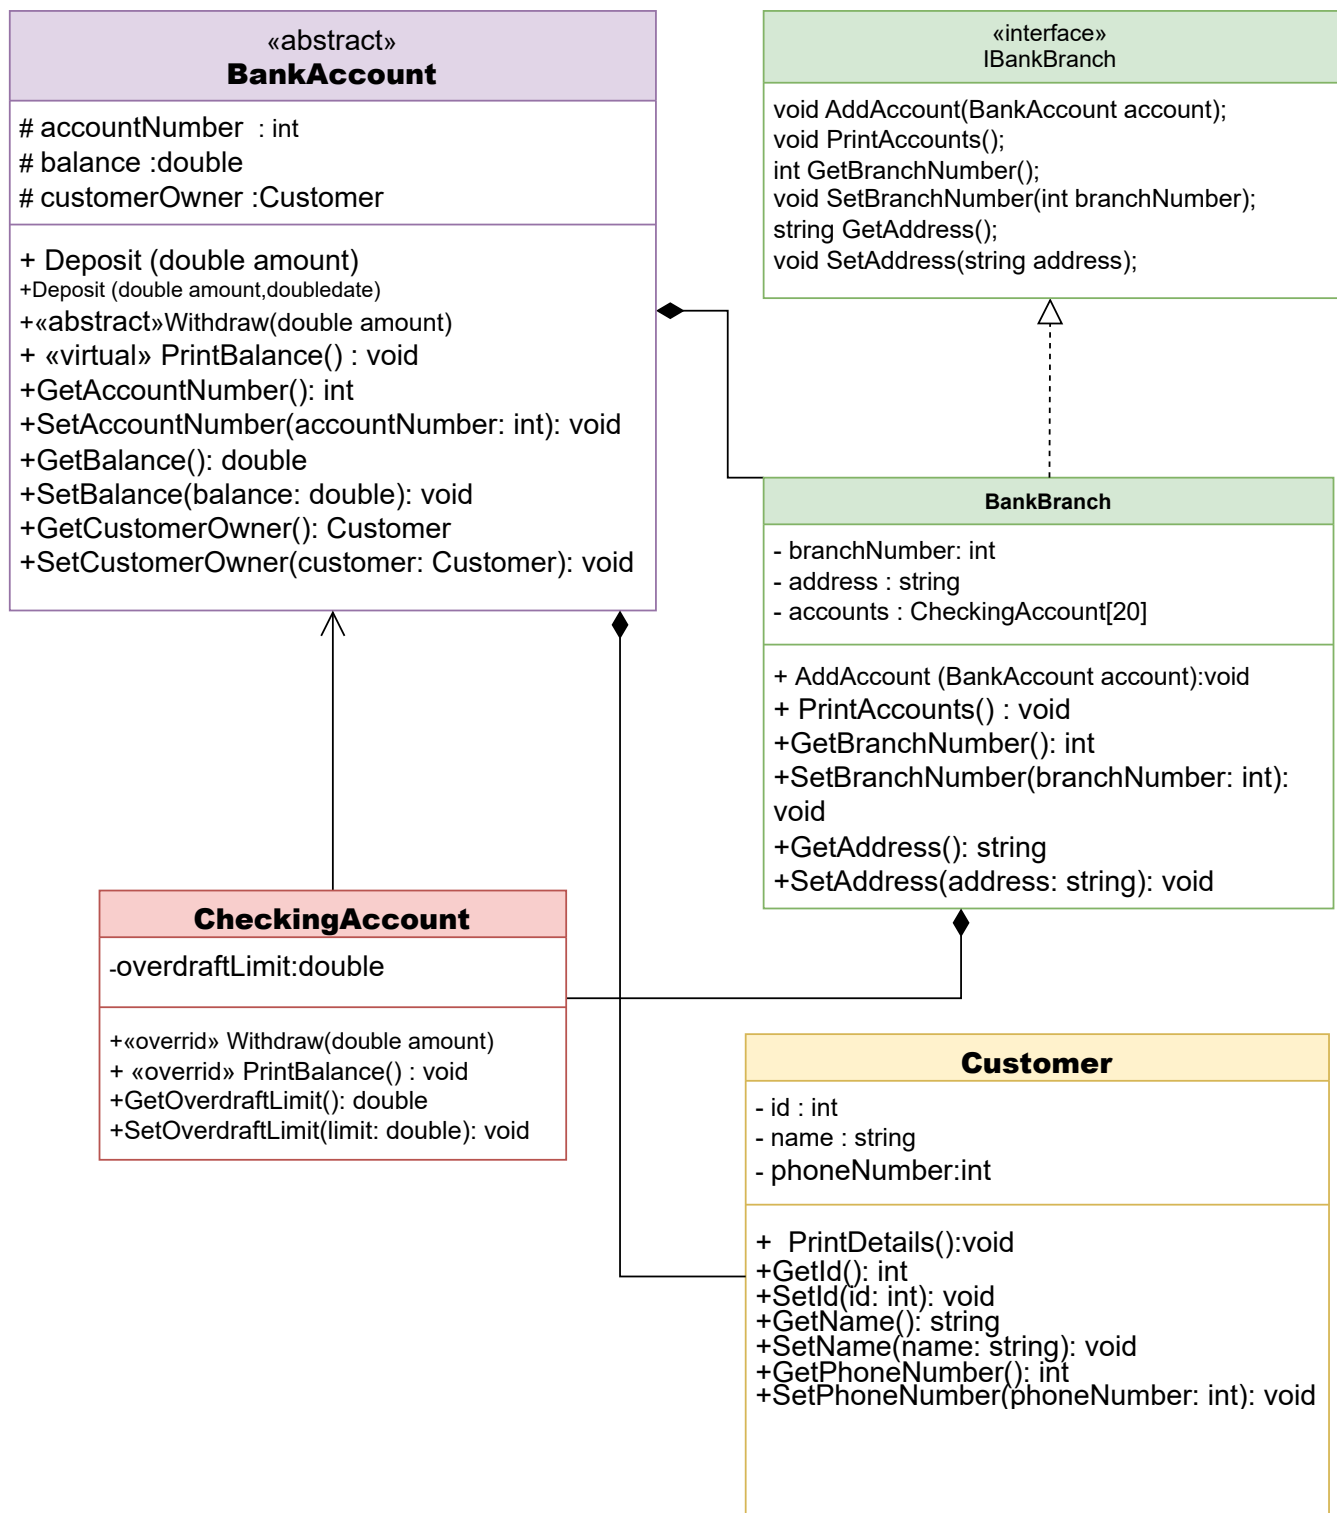 «abstract»
BankAccount
# accountNumber : int
# balance :double
# customerOwner :Customer
+ Deposit (double amount)
+Deposit (double amount,doubledate)
+«abstract»Withdraw(double amount)
+ «virtual» PrintBalance() : void
+GetAccountNumber(): int
+SetAccountNumber(accountNumber: int): void
+GetBalance(): double
+SetBalance(balance: double): void
+GetCustomerOwner(): Customer
+SetCustomerOwner(customer: Customer): void
«interface»
IBankBranch
void AddAccount(BankAccount account);
void PrintAccounts();
int GetBranchNumber();
void SetBranchNumber(int branchNumber);
string GetAddress();
void SetAddress(string address);
BankBranch
- branchNumber: int
- address : string
- accounts : CheckingAccount[20]
+ AddAccount (BankAccount account):void
+ PrintAccounts() : void
+GetBranchNumber(): int
+SetBranchNumber(branchNumber: int):
void
+GetAddress(): string
+SetAddress(address: string): void
CheckingAccount
-overdraftLimit:double
+«overrid» Withdraw(double amount)
+ «overrid» PrintBalance() : void
+GetOverdraftLimit(): double
+SetOverdraftLimit(limit: double): void
Customer
- id : int
- name : string
- phoneNumber:int
+ PrintDetails():void
+GetId(): int
+SetId(id: int): void
+GetName(): string
+SetName(name: string): void
+GetPhoneNumber(): int
+SetPhoneNumber(phoneNumber: int): void